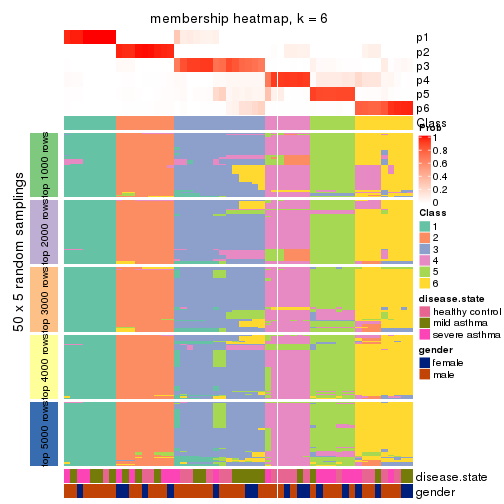 membership heatmap, k = 6
p1
p2
p3
p4
p5
p6
Class
Prob
1
0.8
0.6
0.4
0.2
0
Class
1
2
3
4
5
6
disease.state
healthy control
mild asthma
severe asthma
gender
female
male
50 x 5 random samplings
top 1000 rows
top 2000 rows
top 3000 rows
top 4000 rows
top 5000 rows
disease.state
gender